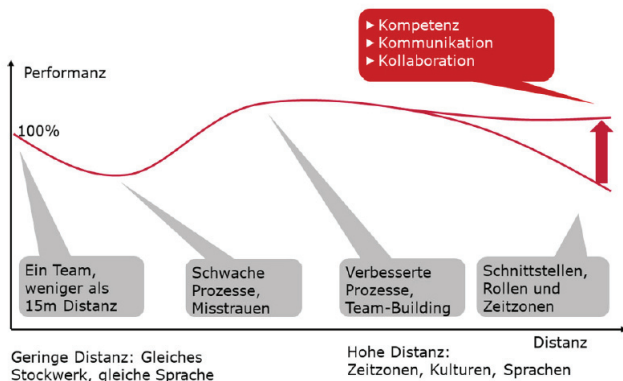 ▶ Kompetenz
▶ Kommunikation
▶ Kollaboration
Performanz
100%
Ein Team,
weniger als
15m Distanz
Schwache
Prozesse,
Misstrauen
Verbesserte
Prozesse,
Team-Building
Schnittstellen,
Rollen und
Zeitzonen
Distanz
Geringe Distanz: Gleiches
Stockwerk, gleiche Sprache
Hohe Distanz:
Zeitzonen, Kulturen, Sprachen